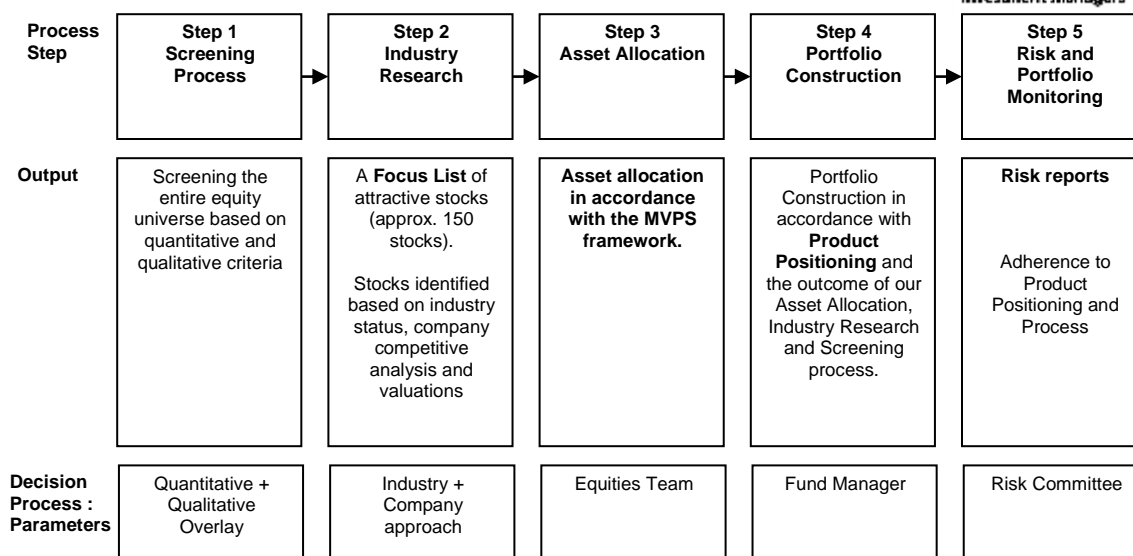 Investment Managers
Process
Step
Step 1
Screening
Process
Step 2
Industry
Research
Step 3
Asset Allocation
Step 4
Portfolio
Construction
Step 5
Risk and
Portfolio
Monitoring
Output
Screening the
entire equity
universe based on
quantitative and
qualitative criteria
A Focus List of
attractive stocks
(approx. 150
stocks).
Stocks identified
based on industry
status, company
competitive
analysis and
valuations
Asset allocation
in accordance
with the MVPS
framework.
Portfolio
Construction in
accordance with
Product
Positioning and
the outcome of our
Asset Allocation,
Industry Research
and Screening
process.
Risk reports
Adherence to
Product
Positioning and
Process
Decision
Process :
Parameters
Quantitative +
Qualitative
Overlay
Industry +
Company
approach
Equities Team
Fund Manager
Risk Committee